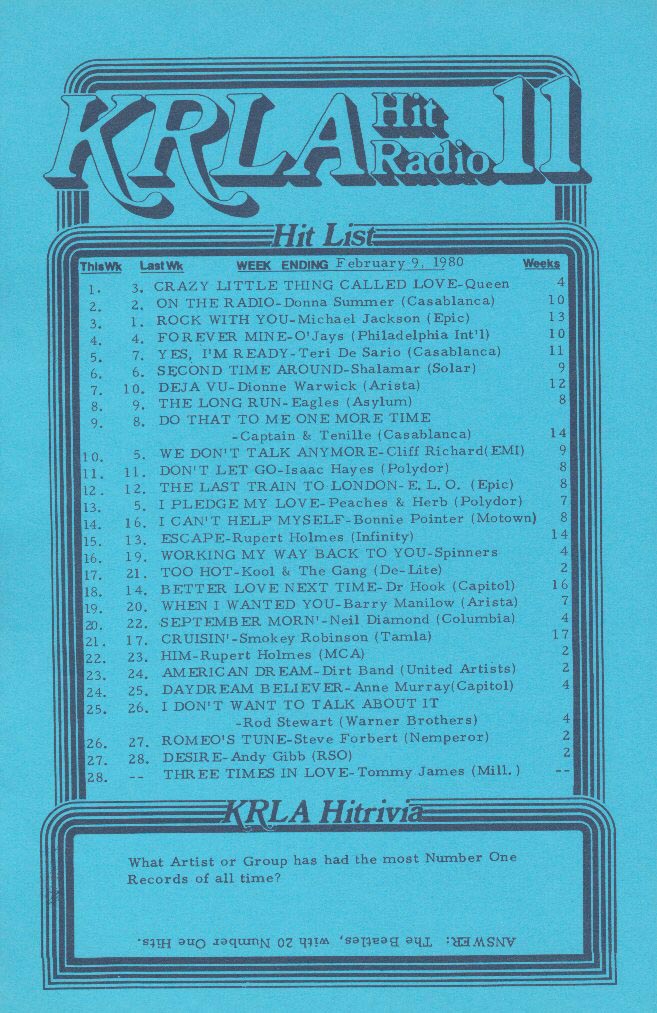 KRLA Hit Radio 11
Hit List
This Wk Last Wk WEEK ENDING February 9, 1980 Weeks
1. 3. CRAZY LITTLE THING CALLED LOVE-Queen 4
2. 2. ON THE RADIO-Donna Summer (Casablanca) 10
3. 1. ROCK WITH YOU-Michael Jackson (Epic) 13
4. 4. FOREVER MINE-O'Jays (Philadelphia Int'l) 10
5. 7. YES, I'M READY-Teri De Sario (Casablanca) 11
6. 6. SECOND TIME AROUND-Shalamar (Solar) 9
7. 10. DEJA VU-Dionne Warwick (Arista) 12
8. 9. THE LONG RUN-Eagles (Asylum) 8
9. 8. DO THAT TO ME ONE MORE TIME
-Captain & Tenille (Casablanca) 14
10. 5. WE DON'T TALK ANYMORE-Cliff Richard(EMI) 9
11. 11. DON'T LET GO-Isaac Hayes (Polydor) 8
12. 12. THE LAST TRAIN TO LONDON-E. L. O. (Epic) 8
13. 5. I PLEDGE MY LOVE-Peaches & Herb (Polydor) 7
14. 16. I CAN'T HELP MYSELF-Bonnie Pointer (Motown) 8
15. 13. ESCAPE-Rupert Holmes (Infinity) 14
16. 19. WORKING MY WAY BACK TO YOU-Spinners 4
17. 21. TOO HOT-Kool & The Gang (De-Lite) 2
18. 14. BETTER LOVE NEXT TIME-Dr Hook (Capitol) 16
19. 20. WHEN I WANTED YOU-Barry Manilow (Arista) 7
20. 22. SEPTEMBER MORN'-Neil Diamond (Columbia) 4
21. 17. CRUISIN'-Smokey Robinson (Tamla) 17
22. 23. HIM-Rupert Holmes (MCA) 2
23. 24. AMERICAN DREAM-Dirt Band (United Artists) 2
24. 25. DAYDREAM BELIEVER-Anne Murray(Capitol) 4
25. 26. I DON'T WANT TO TALK ABOUT IT
-Rod Stewart (Warner Brothers) 4
26. 27. ROMEO'S TUNE-Steve Forbert (Nemperor) 2
27. 28. DESIRE-Andy Gibb (RSO) 2
28. -- THREE TIMES IN LOVE-Tommy James (Mill. ) --
KRLA Hitrivia
What Artist or Group has had the most Number One
Records of all time?
ANSWER: The Beatles, with 20 Number One Hits.